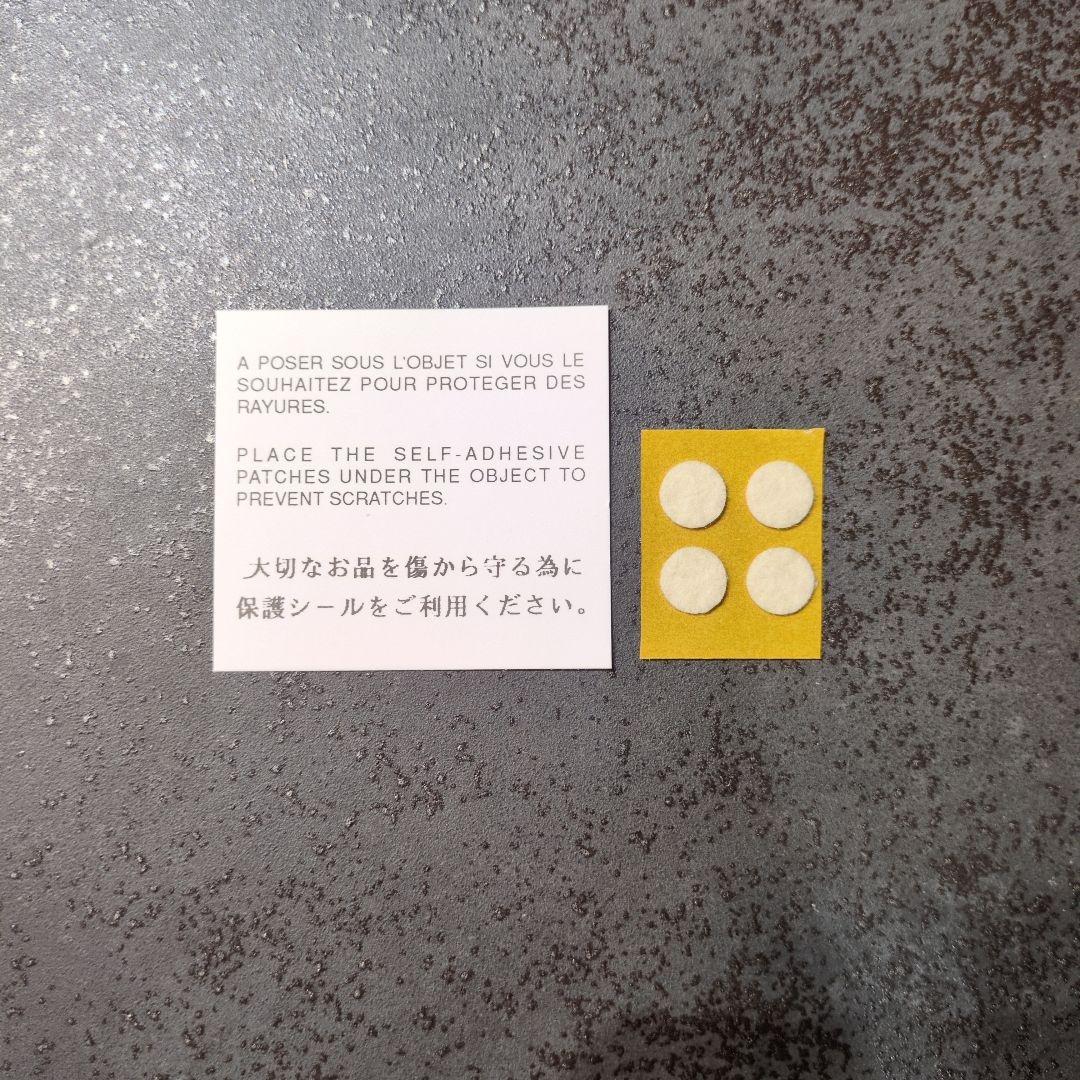 A POSER SOUS L'OBJET SI VOUS LE
SOUHAITEZ POUR PROTEGER DES
RAYURES.
PLACE THE SELF-ADHESIVE
PATCHES UNDER THE OBJECT TO
PREVENT SCRATCHES.
大切なお品を傷から守る為に
保護シールをご利用ください。